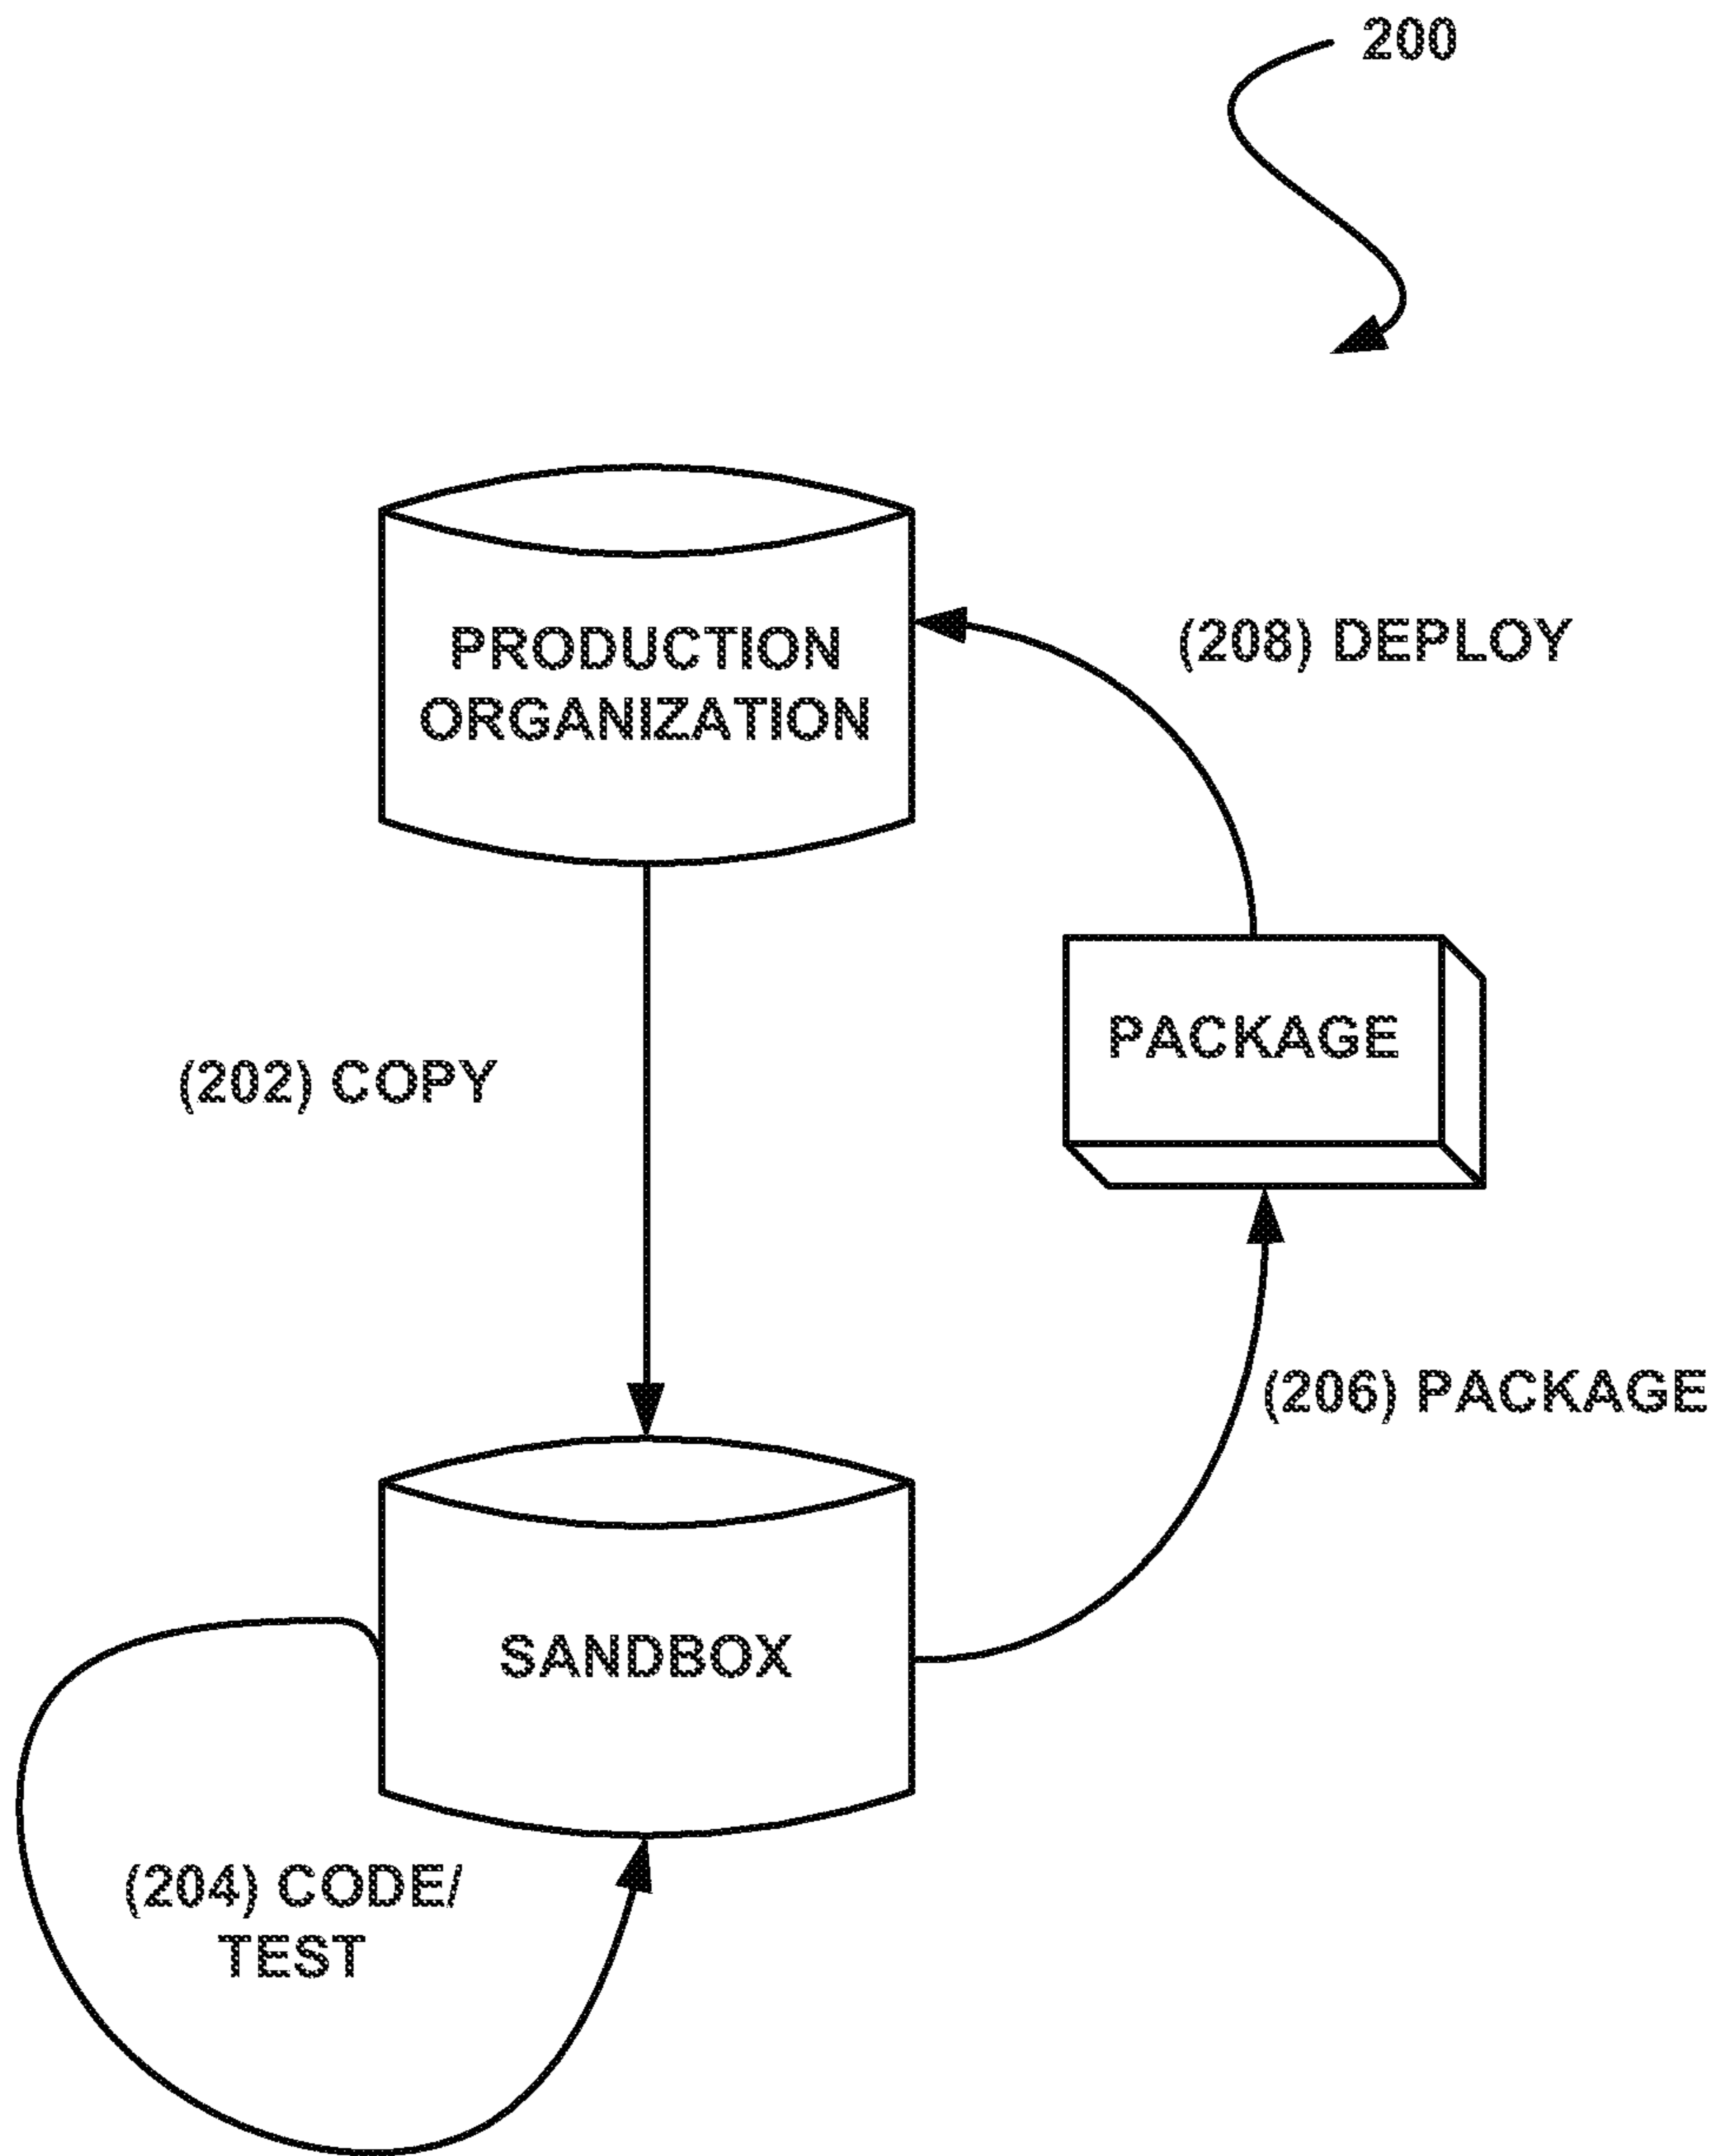 200
PRODUCTION
ORGANIZATION
(208) DEPLOY
PACKAGE
(202) COPY
(206) PACKAGE
SANDBOX
(204) CODE/
TEST